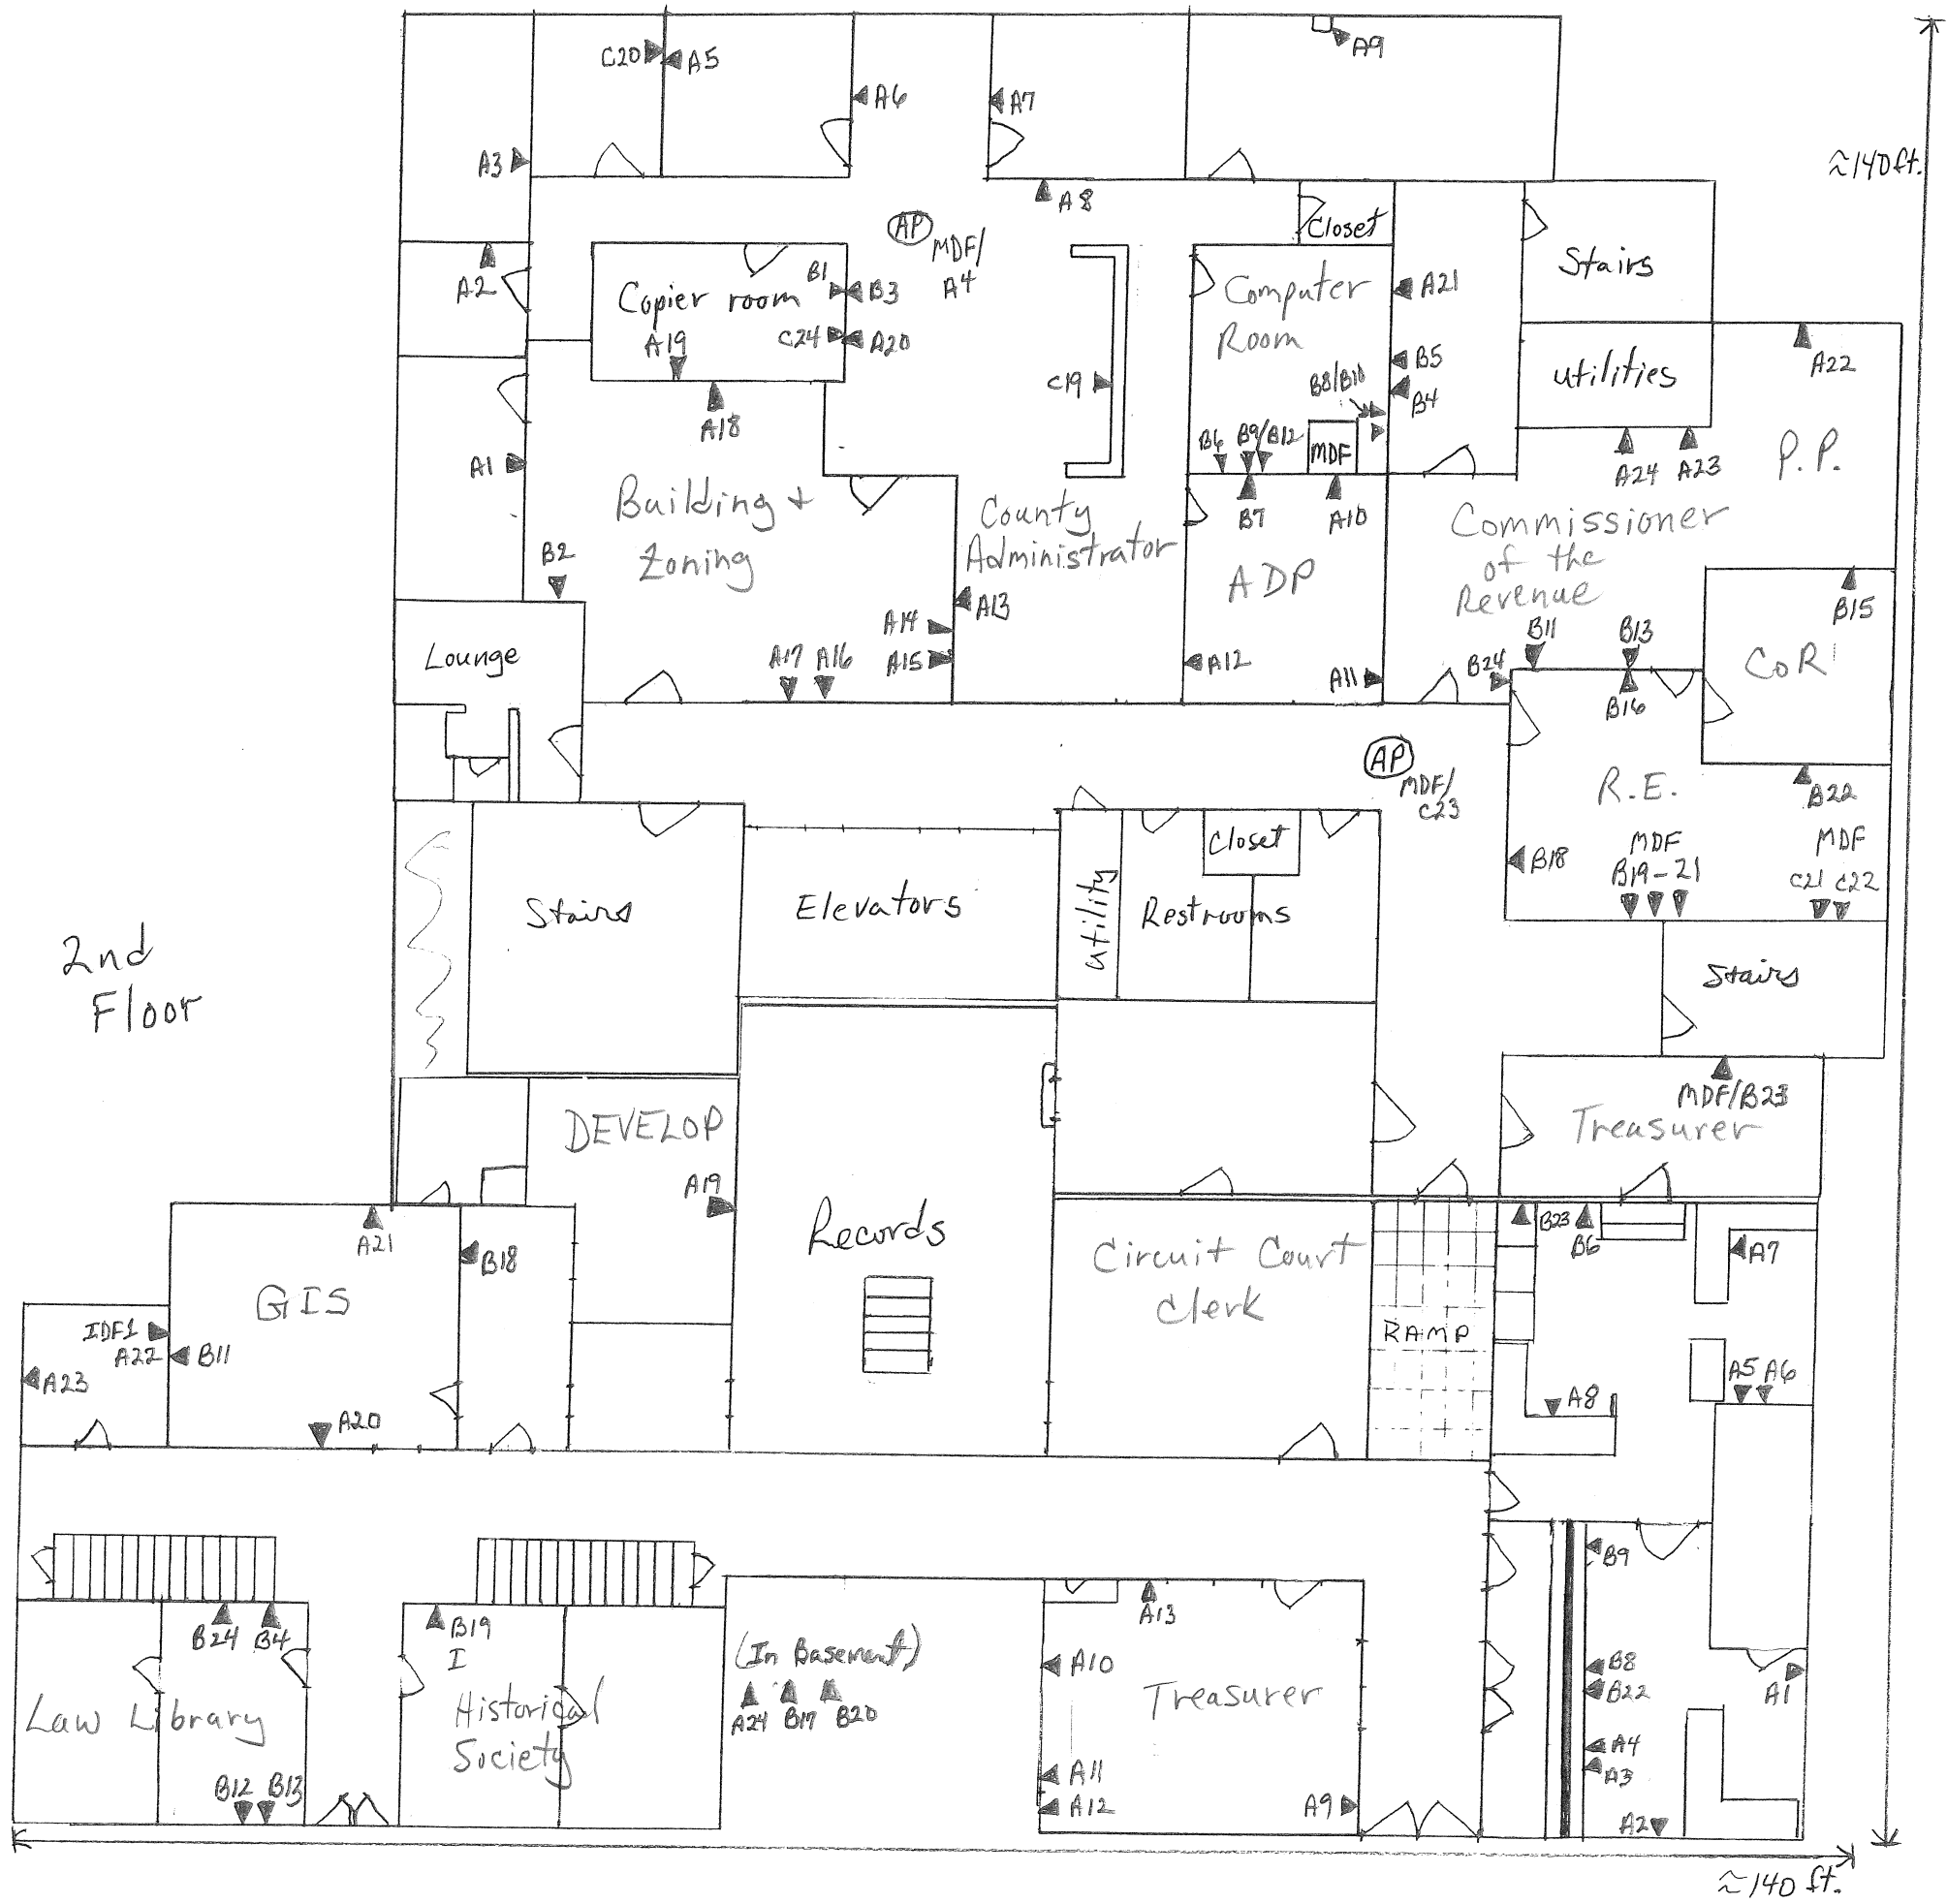 C20
A5
A6
A7
A9
≈140ft.
A3
A8
AP
MDF/
A4
Closet
Stairs
A2
Copier room
B1
B3
C24
A20
A19
Computer
Room
A21
C19
B5
B8/B10
B4
utilities
A22
A18
B6
B9/B12
MDF
A24
A23
P.P.
A1
Building +
Zoning
County
Administrator
B7
A10
Commissioner
of the
Revenue
B2
ADP
A13
A14
A15
B15
B11
B13
Lounge
A17
A16
A12
A11
B24
CoR
B16
AP
MDF/
C23
R.E.
B22
Closet
MDF
B19-21
MDF
C21 C22
B18
Stairs
Elevators
utility
Restrooms
2nd
Floor
Stairs
MDF/B23
Treasurer
DEVELOP
A19
Records
Circuit Court
Clerk
B23
B6
A7
A21
B18
GIS
IDF1
A22
B11
RAMP
A23
A5 A6
A8
A20
B9
B24
B4
B19
I
(In Basement)
A13
A10
B8
B22
A1
Law Library
Historical
Society
A24
B17
B20
Treasurer
A4
A3
B12
B13
A11
A12
A9
A2
≈140 ft.